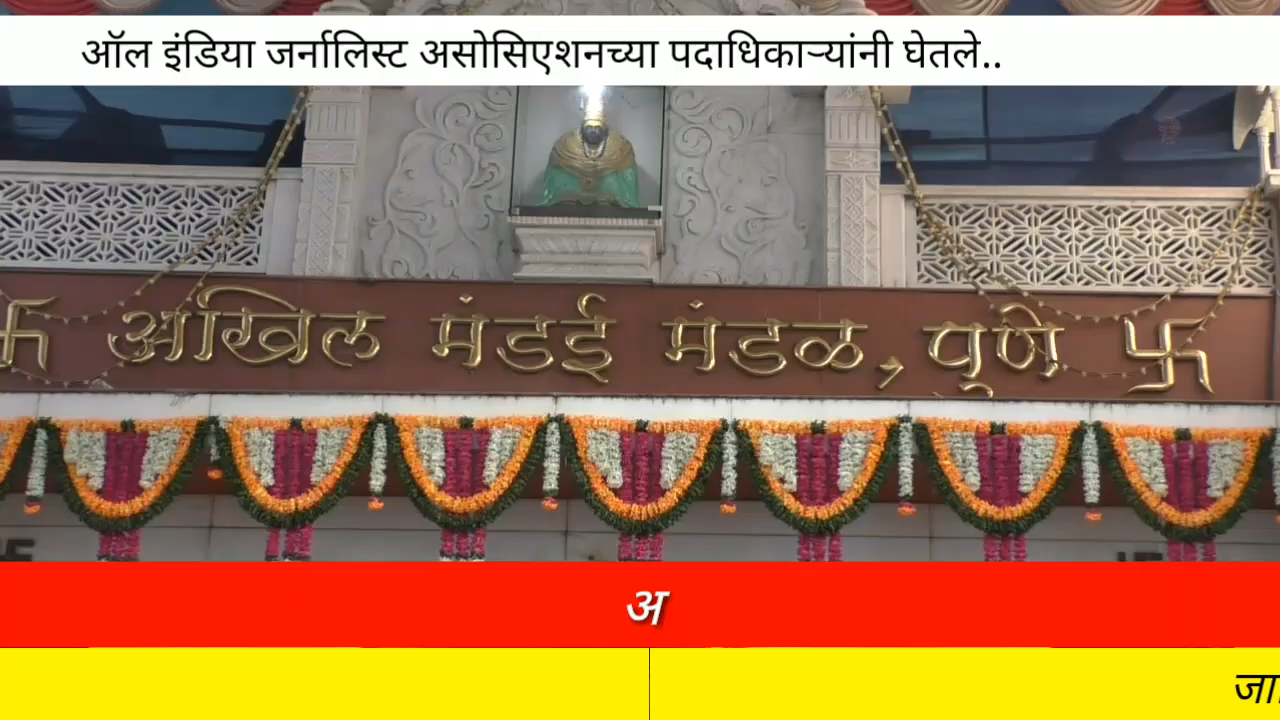 ऑल इंडिया जर्नालिस्ट असोसिएशनच्या पदाधिकाऱ्यांनी घेतले..
अखिल मंडई मंडळ, पुणे
अ